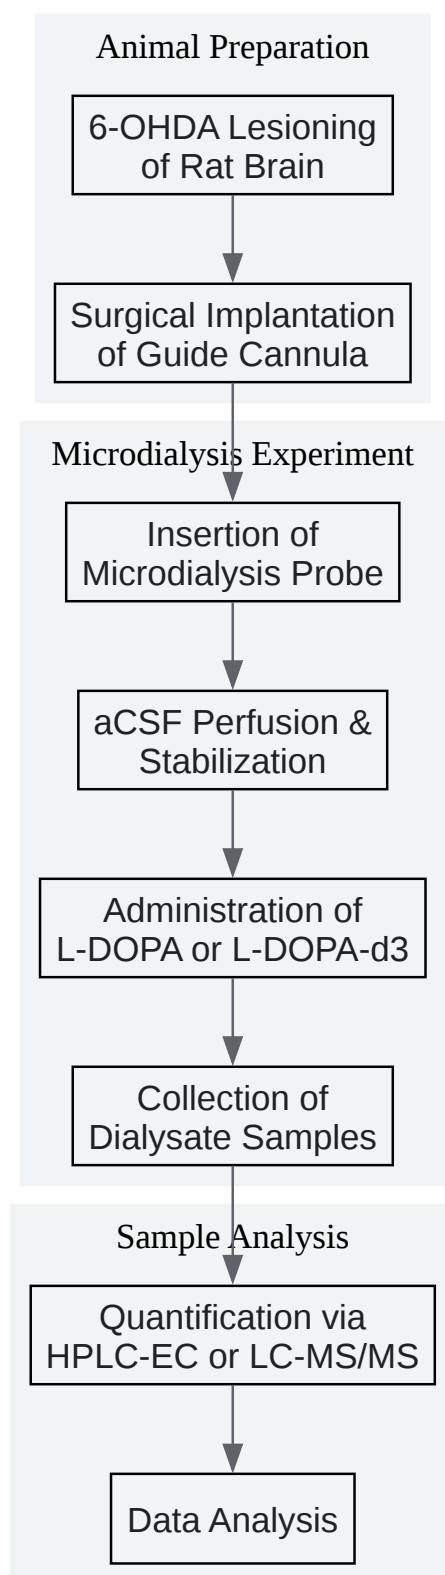 Animal Preparation
6-OHDA Lesioning
of Rat Brain
Surgical Implantation
of Guide Cannula
Microdialysis Experiment
Insertion of
Microdialysis Probe
aCSF Perfusion &
Stabilization
Administration of
L-DOPA or L-DOPA-d3
Collection of
Dialysate Samples
Sample Analysis
Quantification via
HPLC-EC or LC-MS/MS
Data Analysis